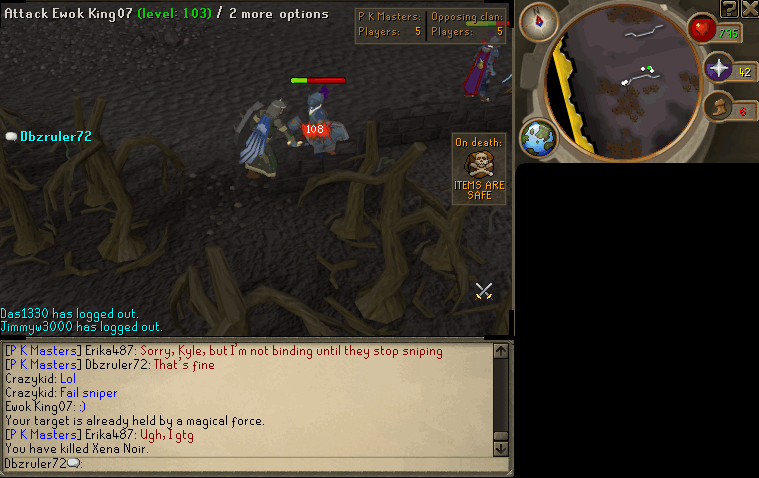 Attack Ewok King07 (level: 103) / 2 more options
P K Masters: Opposing clan:
Players: 5 Players: 5
N
795
42
6
108
Dbzruler72
On death:
ITEMS ARE
SAFE
Das1330 has logged out.
Jimmyw3000 has logged out.
[P K Masters] Erika487: Sorry, Kyle, but I'm not binding until they stop sniping
[P K Masters] Dbzruler72: That's fine
Crazykid: Lol
Crazykid: Fail sniper
Ewok King07: ;)
Your target is already held by a magical force.
[P K Masters] Erika487: Ugh, I gtg
You have killed Xena Noir.
Dbzruler72: